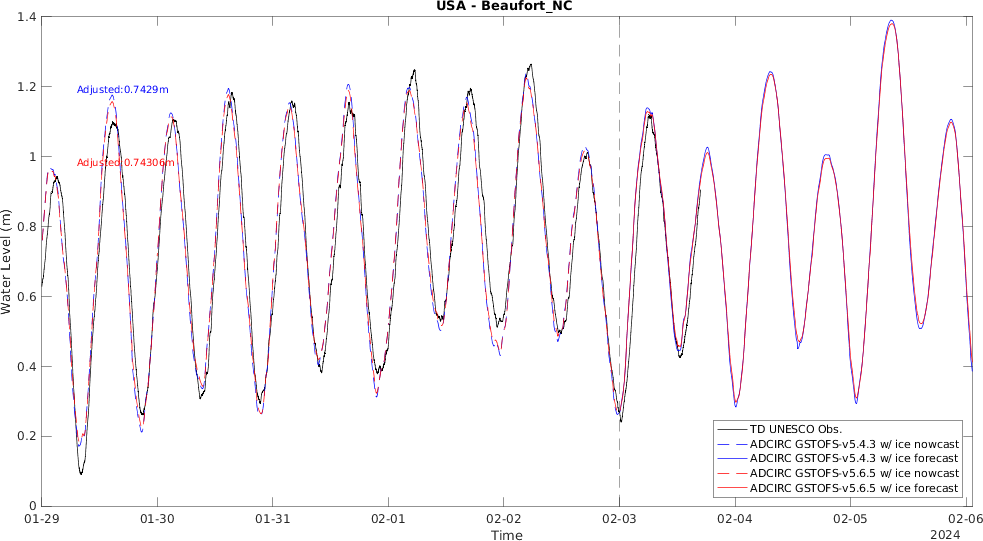 USA - Beaufort_NC
1.4
1.2
1
0.8
0.6
0.4
0.2
0
Water Level (m)
Adjusted:0.7429m
Adjusted:0.74306m
TD UNESCO Obs.
ADCIRC GSTOFS-v5.4.3 w/ ice nowcast
ADCIRC GSTOFS-v5.4.3 w/ ice forecast
ADCIRC GSTOFS-v5.6.5 w/ ice nowcast
ADCIRC GSTOFS-v5.6.5 w/ ice forecast
01-29 01-30 01-31 02-01 02-02 02-03 02-04 02-05 02-06
Time
2024